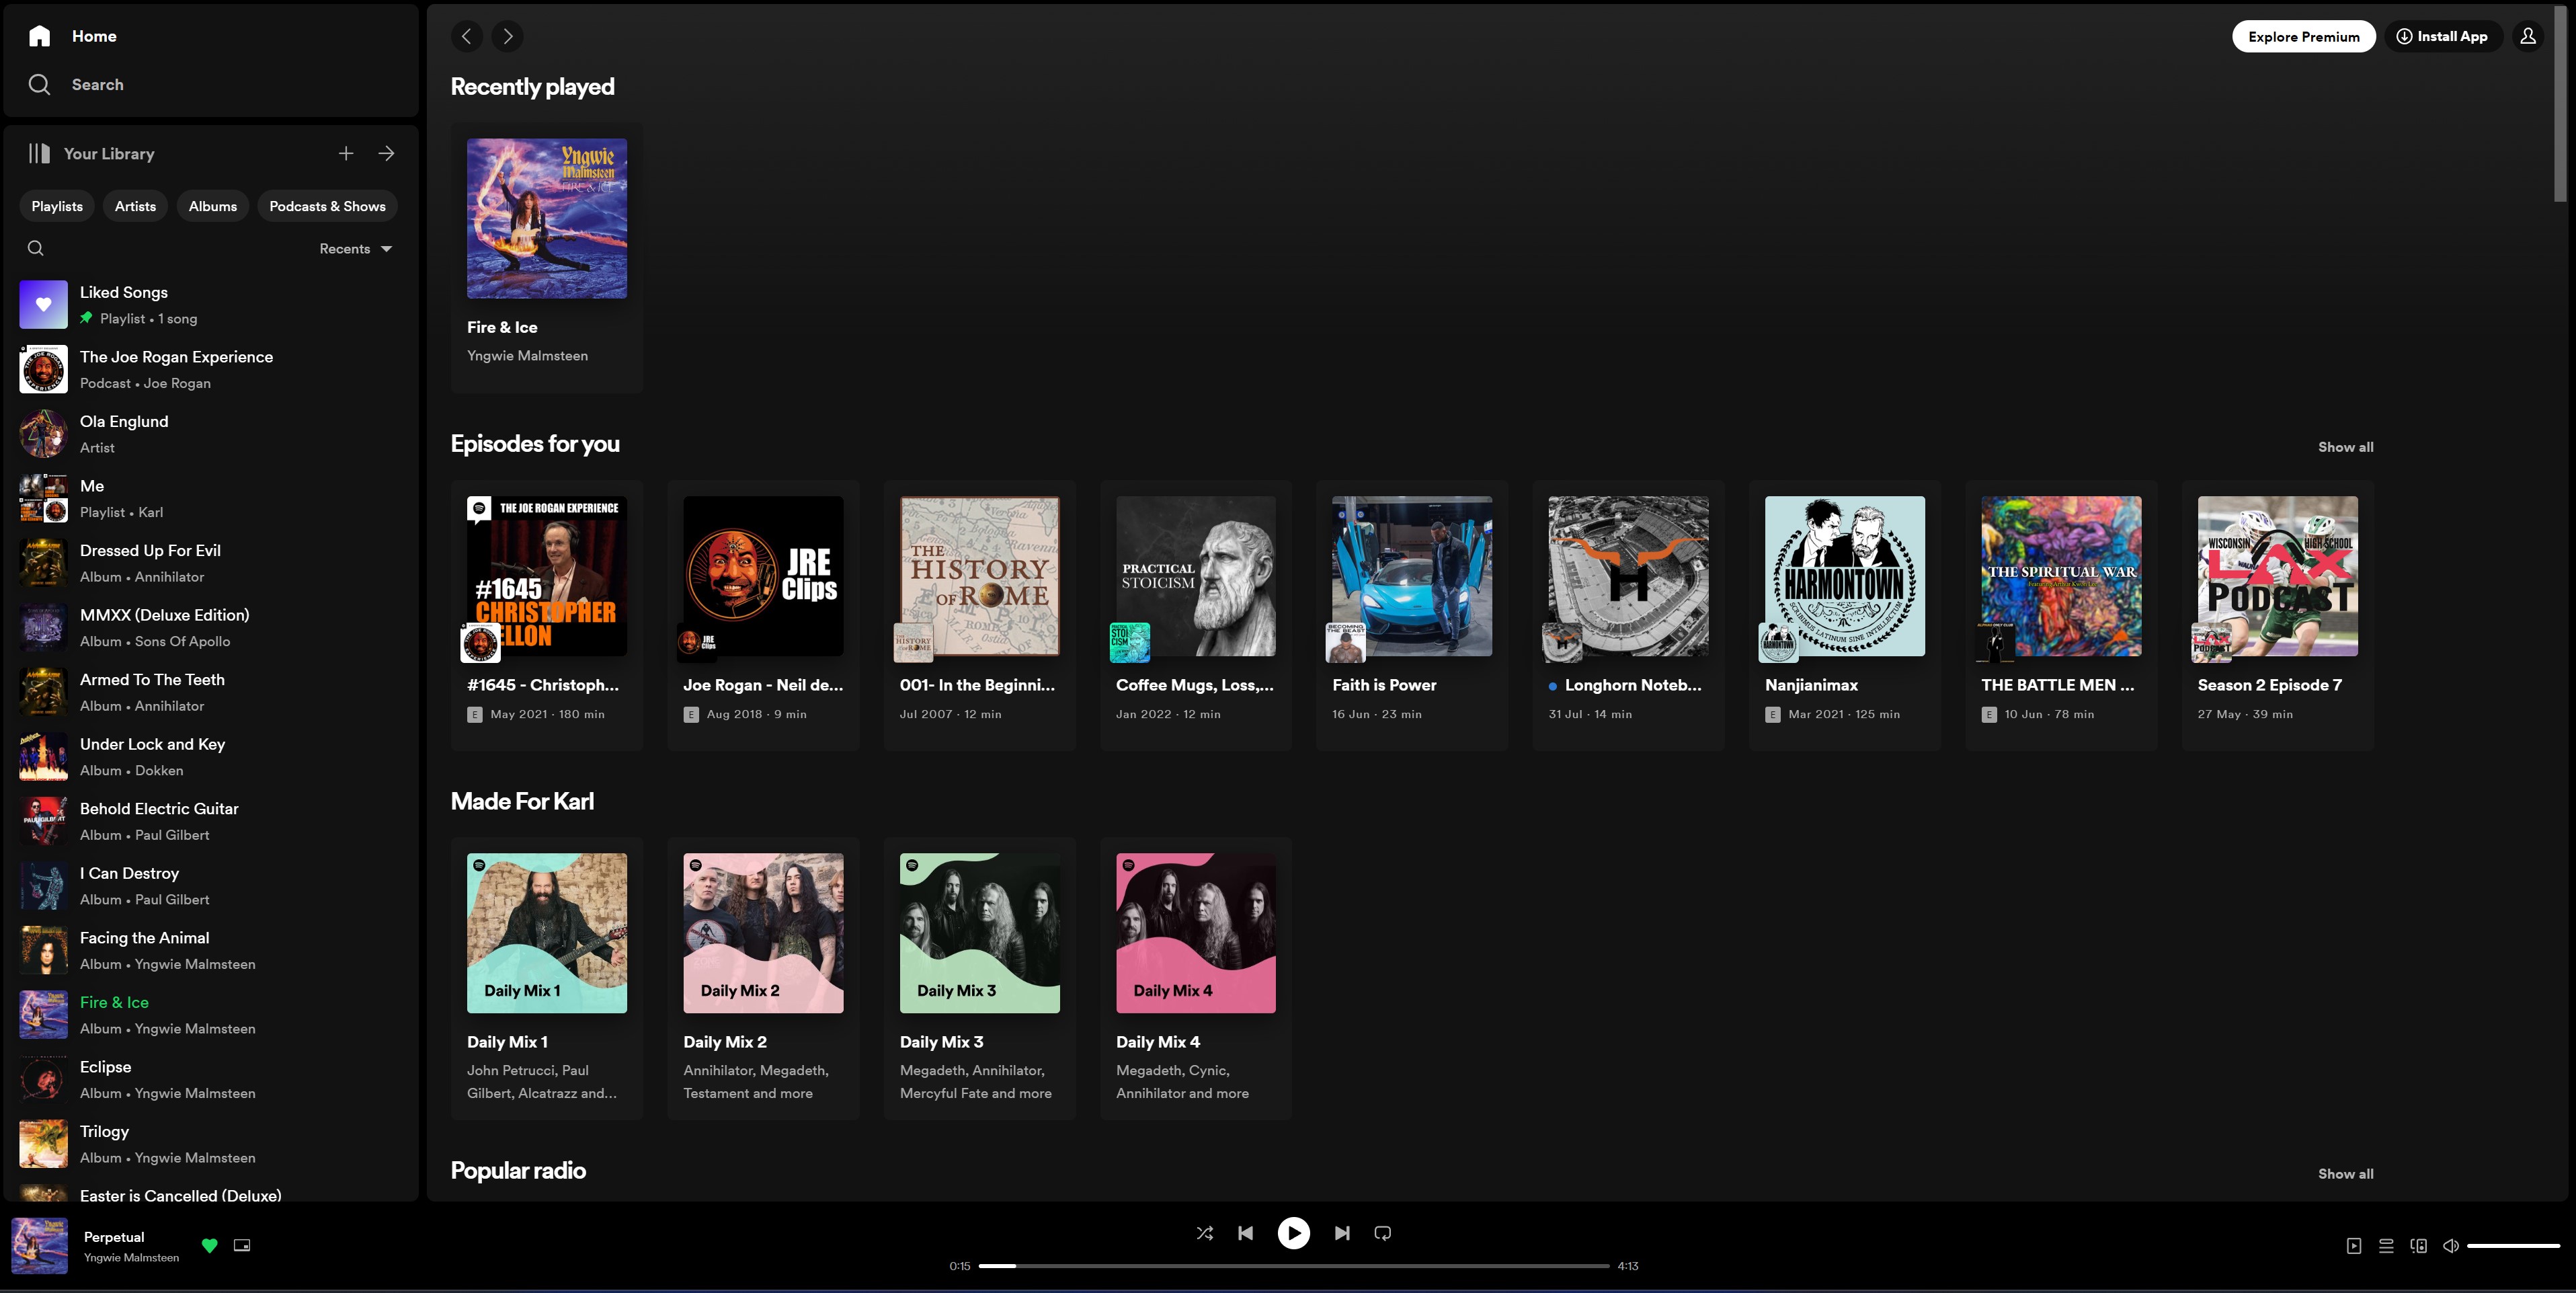 Home
Search
Your Library
Playlists
Artists
Albums
Podcasts & Shows
Recents
Liked Songs
Playlist • 1 song
The Joe Rogan Experience
Podcast • Joe Rogan
Ola Englund
Artist
Me
Playlist • Karl
Dressed Up For Evil
Album • Annihilator
MMXX (Deluxe Edition)
Album • Sons Of Apollo
Armed To The Teeth
Album • Annihilator
Under Lock and Key
Album • Dokken
Behold Electric Guitar
Album • Paul Gilbert
I Can Destroy
Album • Paul Gilbert
Facing the Animal
Album • Yngwie Malmsteen
Fire & Ice
Album • Yngwie Malmsteen
Eclipse
Album • Yngwie Malmsteen
Trilogy
Album • Yngwie Malmsteen
Easter is Cancelled (Deluxe)
Explore Premium
Install App
Recently played
Yngwie
Malmsteen
FIRE & ICE
Fire & Ice
Yngwie Malmsteen
Episodes for you
Show all
THE JOE ROGAN EXPERIENCE
#1645
CHRISTOPHER
ELLON
#1645 - Christoph...
E May 2021 · 180 min
JRE
Clips
Joe Rogan - Neil de...
E Aug 2018 · 9 min
THE
HISTORY
OF ROME
001- In the Beginni...
Jul 2007 · 12 min
PRACTICAL
STOICISM
Coffee Mugs, Loss,...
Jan 2022 · 12 min
BECOMING
THE BEAST
Faith is Power
16 Jun · 23 min
H
Longhorn Noteb...
31 Jul · 14 min
HARMONTOWN
SCRIBIMUS LATINUM SINE INTELLECTUM
Nanjianimax
E Mar 2021 · 125 min
THE SPIRITUAL WAR
THE BATTLE MEN ...
E 10 Jun · 78 min
WISCONSIN HIGH SCHOOL
LAX
PODCAST
Season 2 Episode 7
27 May · 39 min
Made For Karl
Daily Mix 1
Daily Mix 1
John Petrucci, Paul
Gilbert, Alcatrazz and...
Daily Mix 2
Daily Mix 2
Annihilator, Megadeth,
Testament and more
Daily Mix 3
Daily Mix 3
Megadeth, Annihilator,
Mercyful Fate and more
Daily Mix 4
Daily Mix 4
Megadeth, Cynic,
Annihilator and more
Popular radio
Show all
Perpetual
Yngwie Malmsteen
0:15
4:13